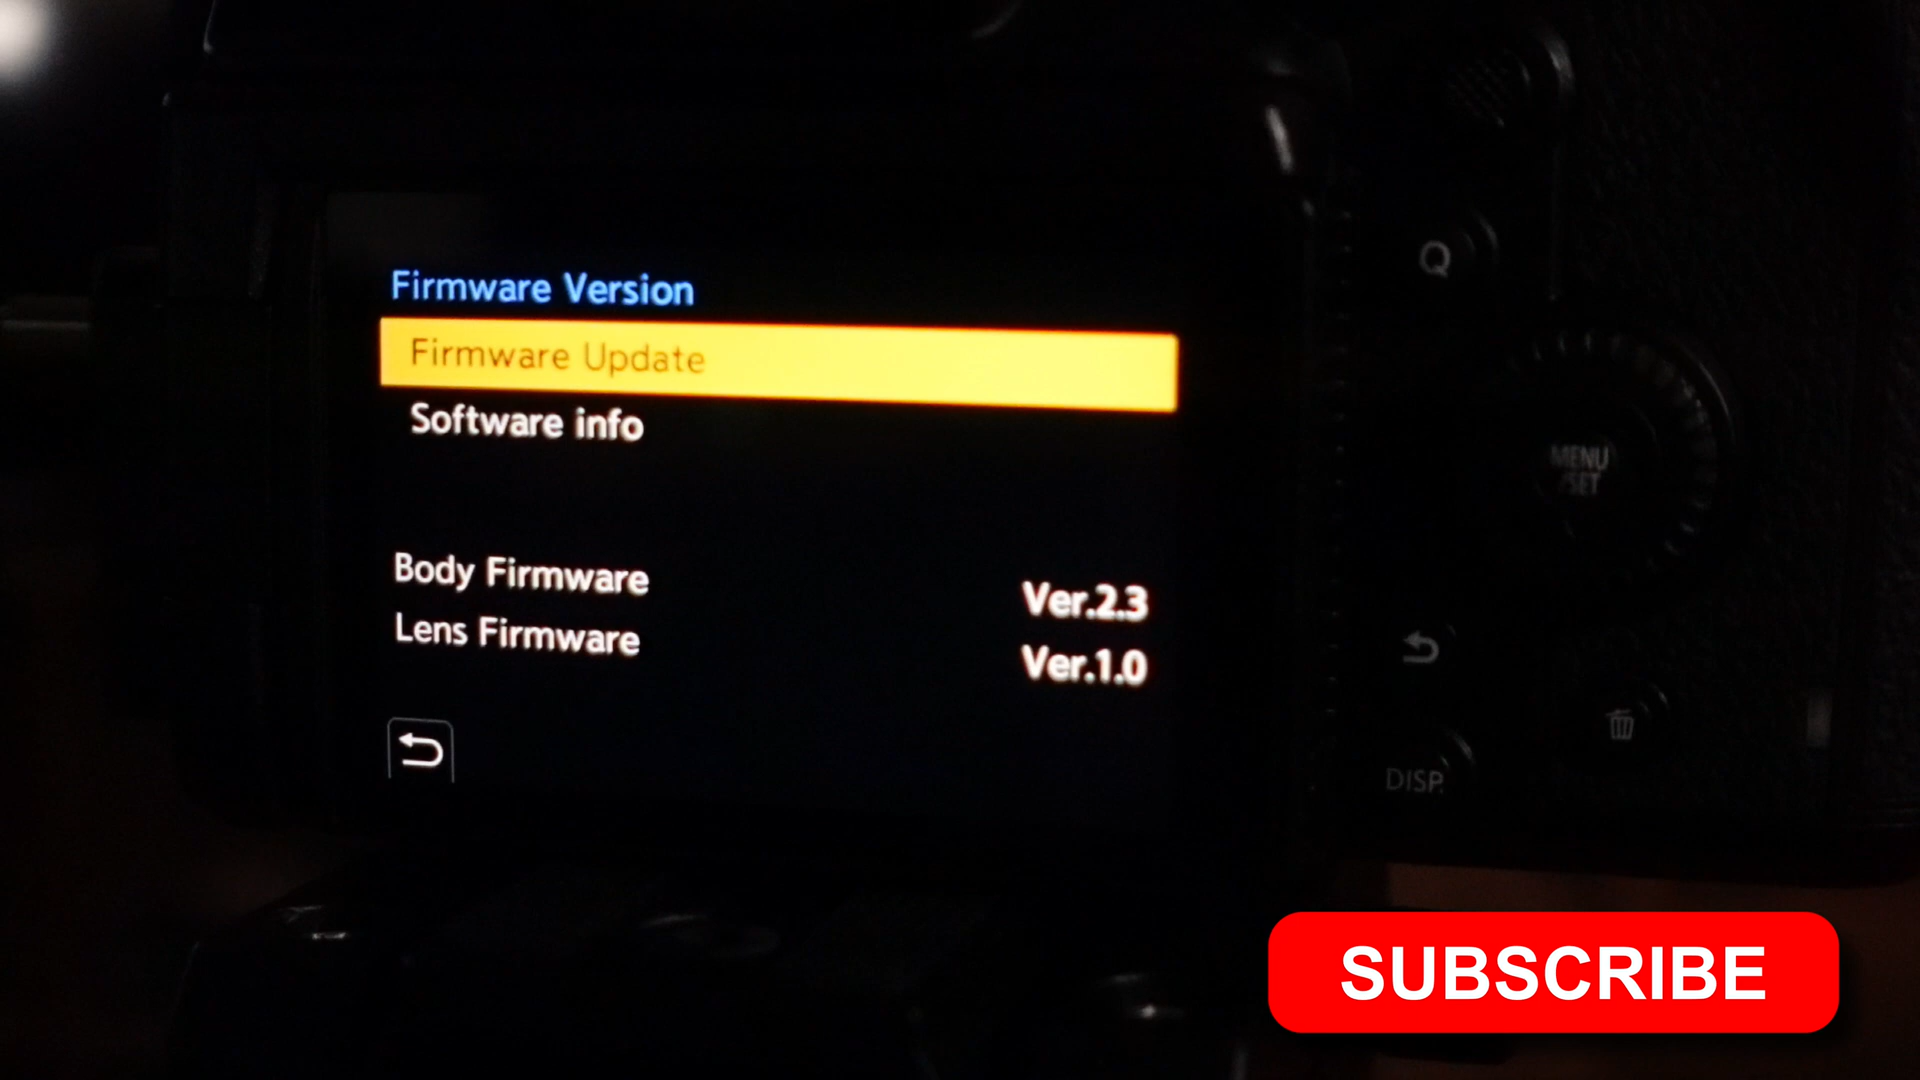 Firmware Version
Firmware Update
Software info
Body Firmware Ver.2.3
Lens Firmware Ver.1.0
Q
MENU
/SET
DISP.
SUBSCRIBE